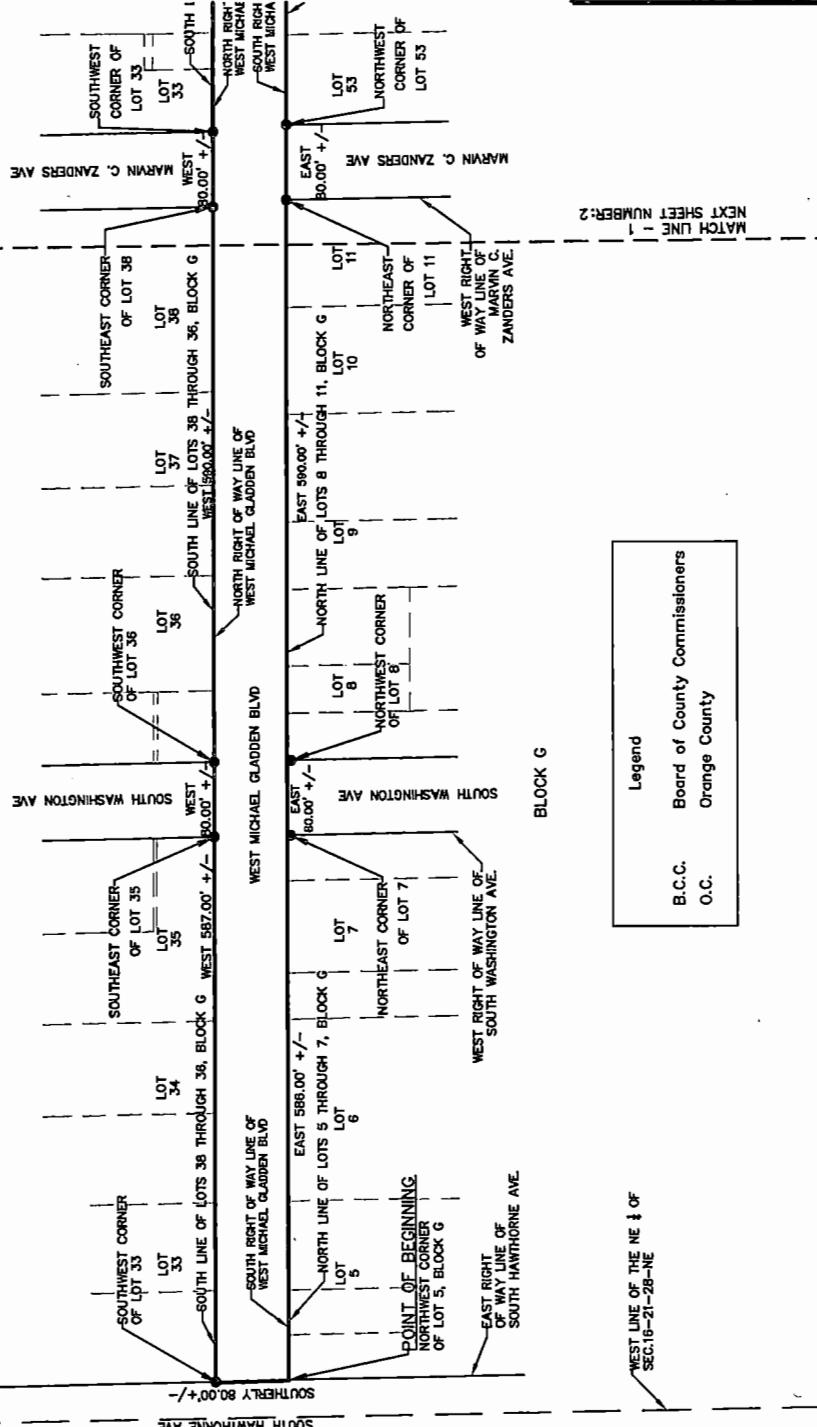 SOUTH L
NORTH RIGHT
WEST MICHAE
SOUTH RIGH
WEST MICHA
SOUTHWEST
CORNER OF
LOT 33
LOT
33
LOT
53
NORTHWEST
CORNER OF
LOT 53
MARVIN C. ZANDERS AVE
WEST
80.00' +/-
EAST
80.00' +/-
MARVIN C. ZANDERS AVE
MATCH LINE - 1
NEXT SHEET NUMBER:2
SOUTHEAST CORNER
OF LOT 38
LOT
38
LOT
11
NORTHEAST
CORNER OF
LOT 11
WEST RIGHT
OF WAY LINE OF
MARVIN C.
ZANDERS AVE.
SOUTH LINE OF LOTS 38 THROUGH 36, BLOCK G
WEST 590.00' +/-
LOT
37
NORTH RIGHT OF WAY LINE OF
WEST MICHAEL GLADDEN BLVD
EAST 590.00' +/-
NORTH LINE OF LOTS 8 THROUGH 11, BLOCK G
LOT
10
LOT
9
SOUTHWEST CORNER
OF LOT 36
LOT
36
LOT
8
NORTHWEST CORNER
OF LOT 8
WEST MICHAEL GLADDEN BLVD
SOUTH WASHINGTON AVE
WEST
80.00' +/-
EAST
80.00' +/-
SOUTH WASHINGTON AVE
BLOCK G
Legend
B.C.C. Board of County Commissioners
O.C. Orange County
SOUTHEAST CORNER
OF LOT 35
LOT
35
WEST 587.00' +/-
LOT
7
NORTHEAST CORNER
OF LOT 7
WEST RIGHT OF WAY LINE OF
SOUTH WASHINGTON AVE.
SOUTH LINE OF LOTS 38 THROUGH 36, BLOCK G
LOT
34
EAST 586.00' +/-
NORTH LINE OF LOTS 5 THROUGH 7, BLOCK G
LOT
6
SOUTH RIGHT OF WAY LINE OF
WEST MICHAEL GLADDEN BLVD
SOUTHWEST CORNER
OF LOT 33
LOT
33
LOT
5
POINT OF BEGINNING
NORTHWEST CORNER
OF LOT 5, BLOCK G
EAST RIGHT
OF WAY LINE OF
SOUTH HAWTHORNE AVE.
SOUTHERLY 80.00'+/-
SOUTH HAWTHORNE AVE
WEST LINE OF THE NE ¼ OF
SEC.16-21-28-NE